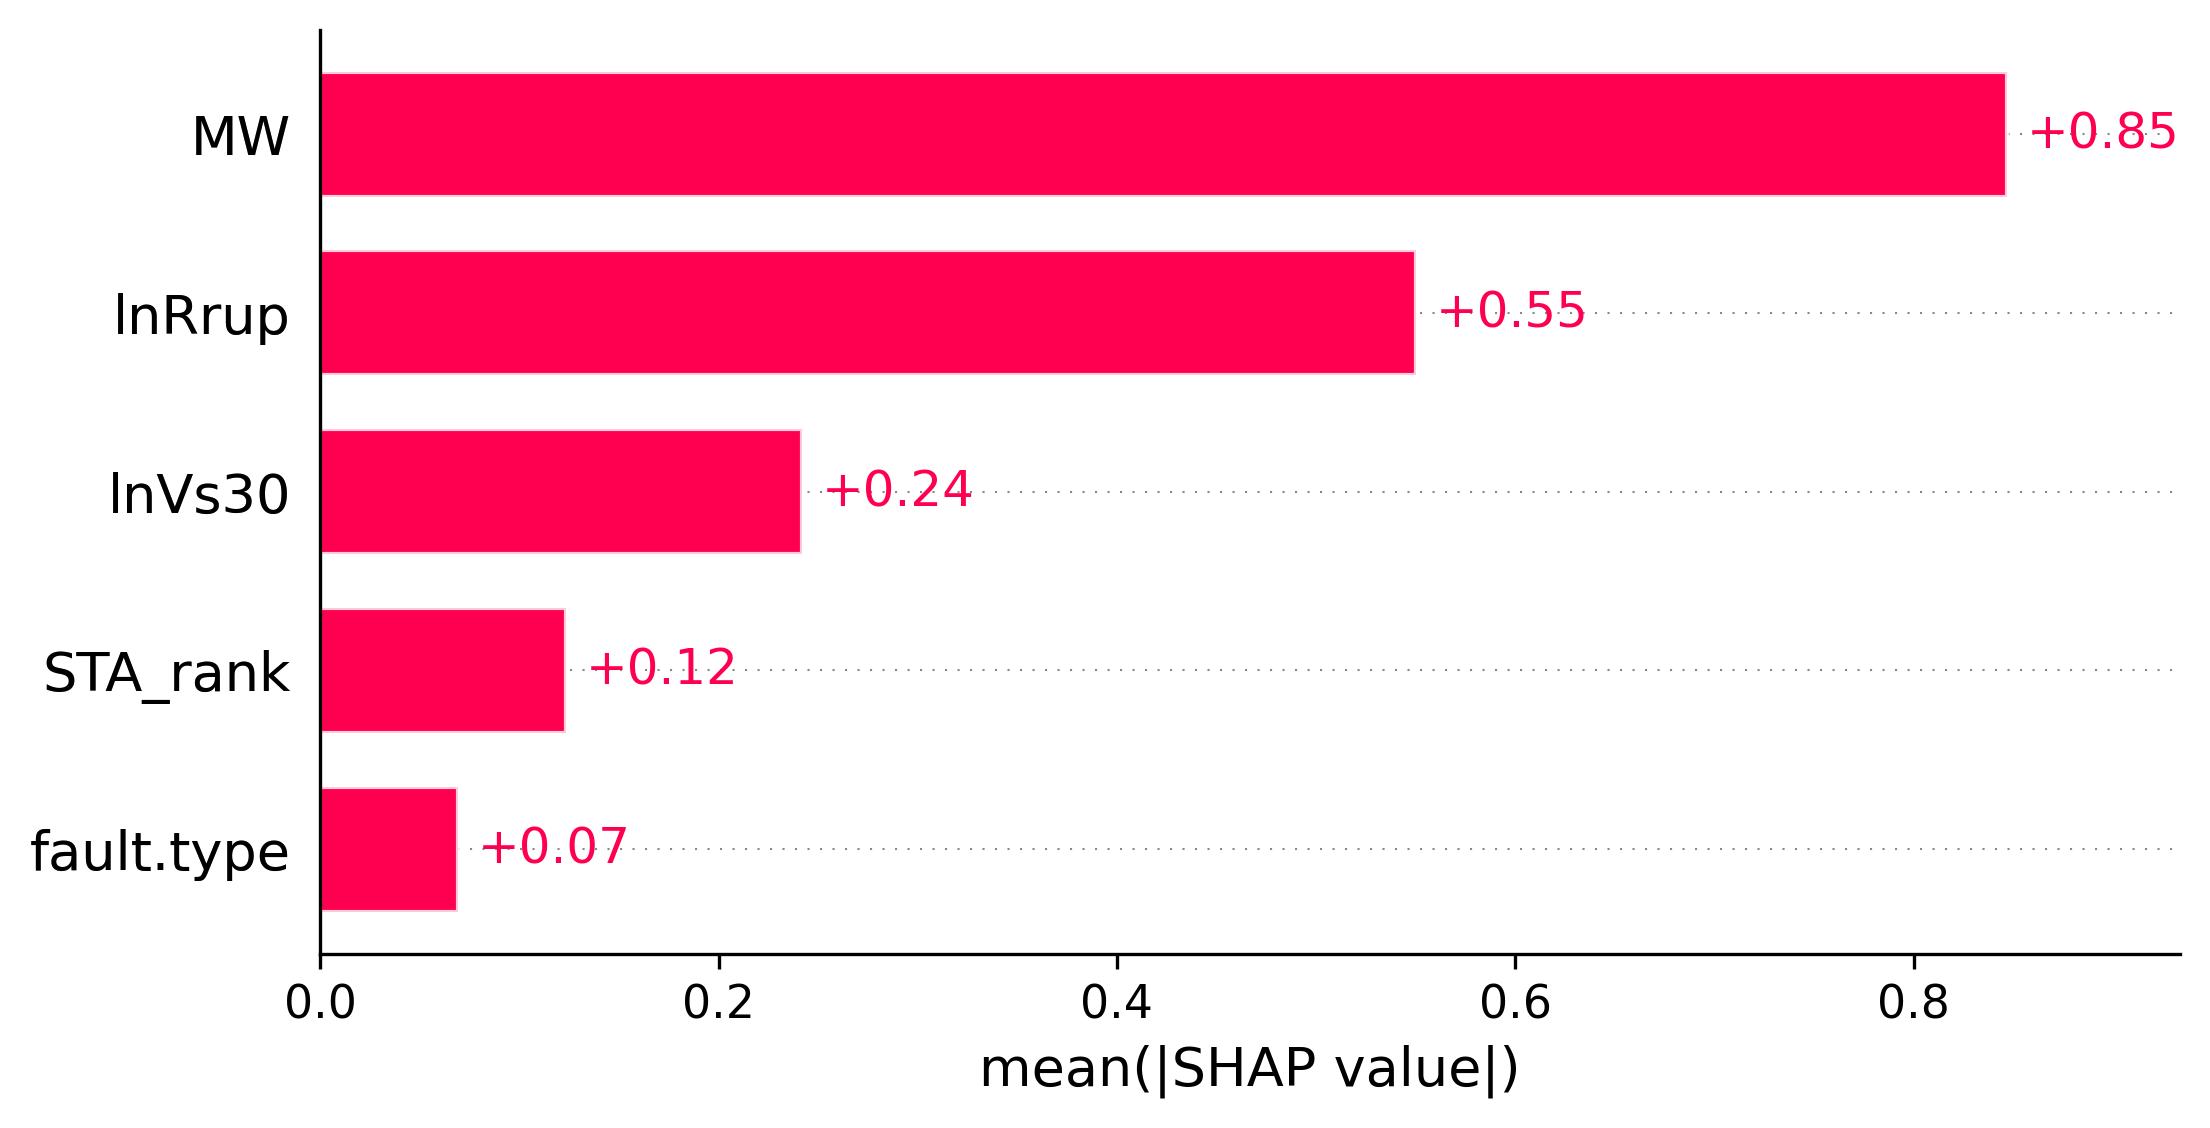 MW +0.85
lnRrup +0.55
lnVs30 +0.24
STA_rank +0.12
fault.type +0.07
0.0 0.2 0.4 0.6 0.8
mean(|SHAP value|)